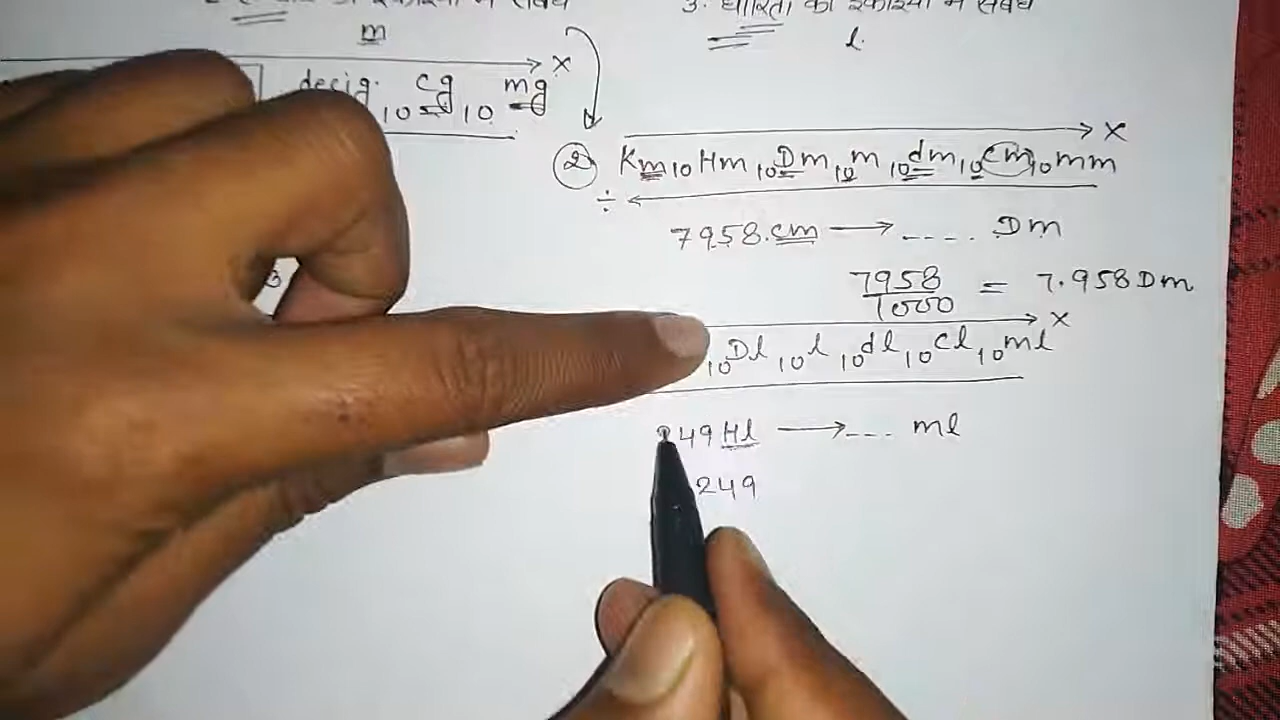 3. धारिता की इकाइयों में संबंध
m
l.
x
decig. 10 cg 10 mg
x
② Km 10 Hm 10 Dm 10 m 10 dm 10 cm 10 mm
÷
7958.cm → .... Dm
7958/1000 = 7.958 Dm
x
10 Dl 10 l 10 dl 10 Cl 10 ml
249 Hl → ... ml
249